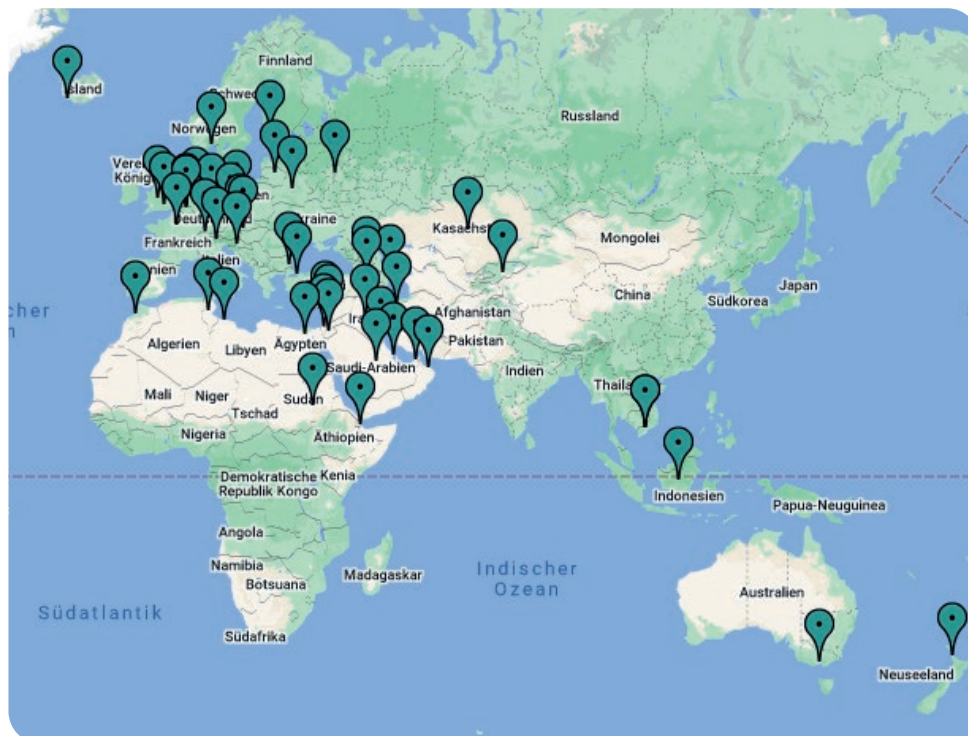 Finnland
Island
Russland
Norwegen
Kasachst
Mongolei
Frankreich
Japan
China
Südkorea
Afghanistan
Algerien
Libyen
Ägypten
Pakistan
Saudi-Arabien
Indien
Mali
Niger
Sudan
Tschad
Nigeria
Äthiopien
Demokratische
Republik Kongo
Kenia
Indonesien
Papua-Neuguinea
Angola
Namibia
Botsuana
Madagaskar
Indischer
Ozean
Australien
Südatlantik
Südafrika
Neuseeland